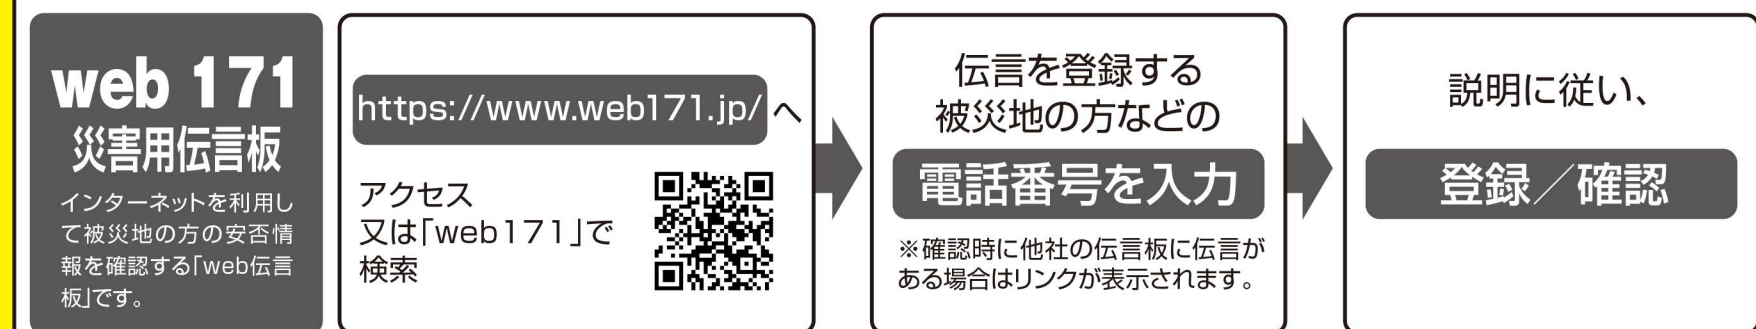 web 171
災害用伝言板
インターネットを利用し
て被災地の方の安否情
報を確認する「web伝言
板」です。
https://www.web171.jp/へ
アクセス
又は「web171」で
検索
伝言を登録する
被災地の方などの
電話番号を入力
※確認時に他社の伝言板に伝言が
ある場合はリンクが表示されます。
説明に従い、
登録／確認